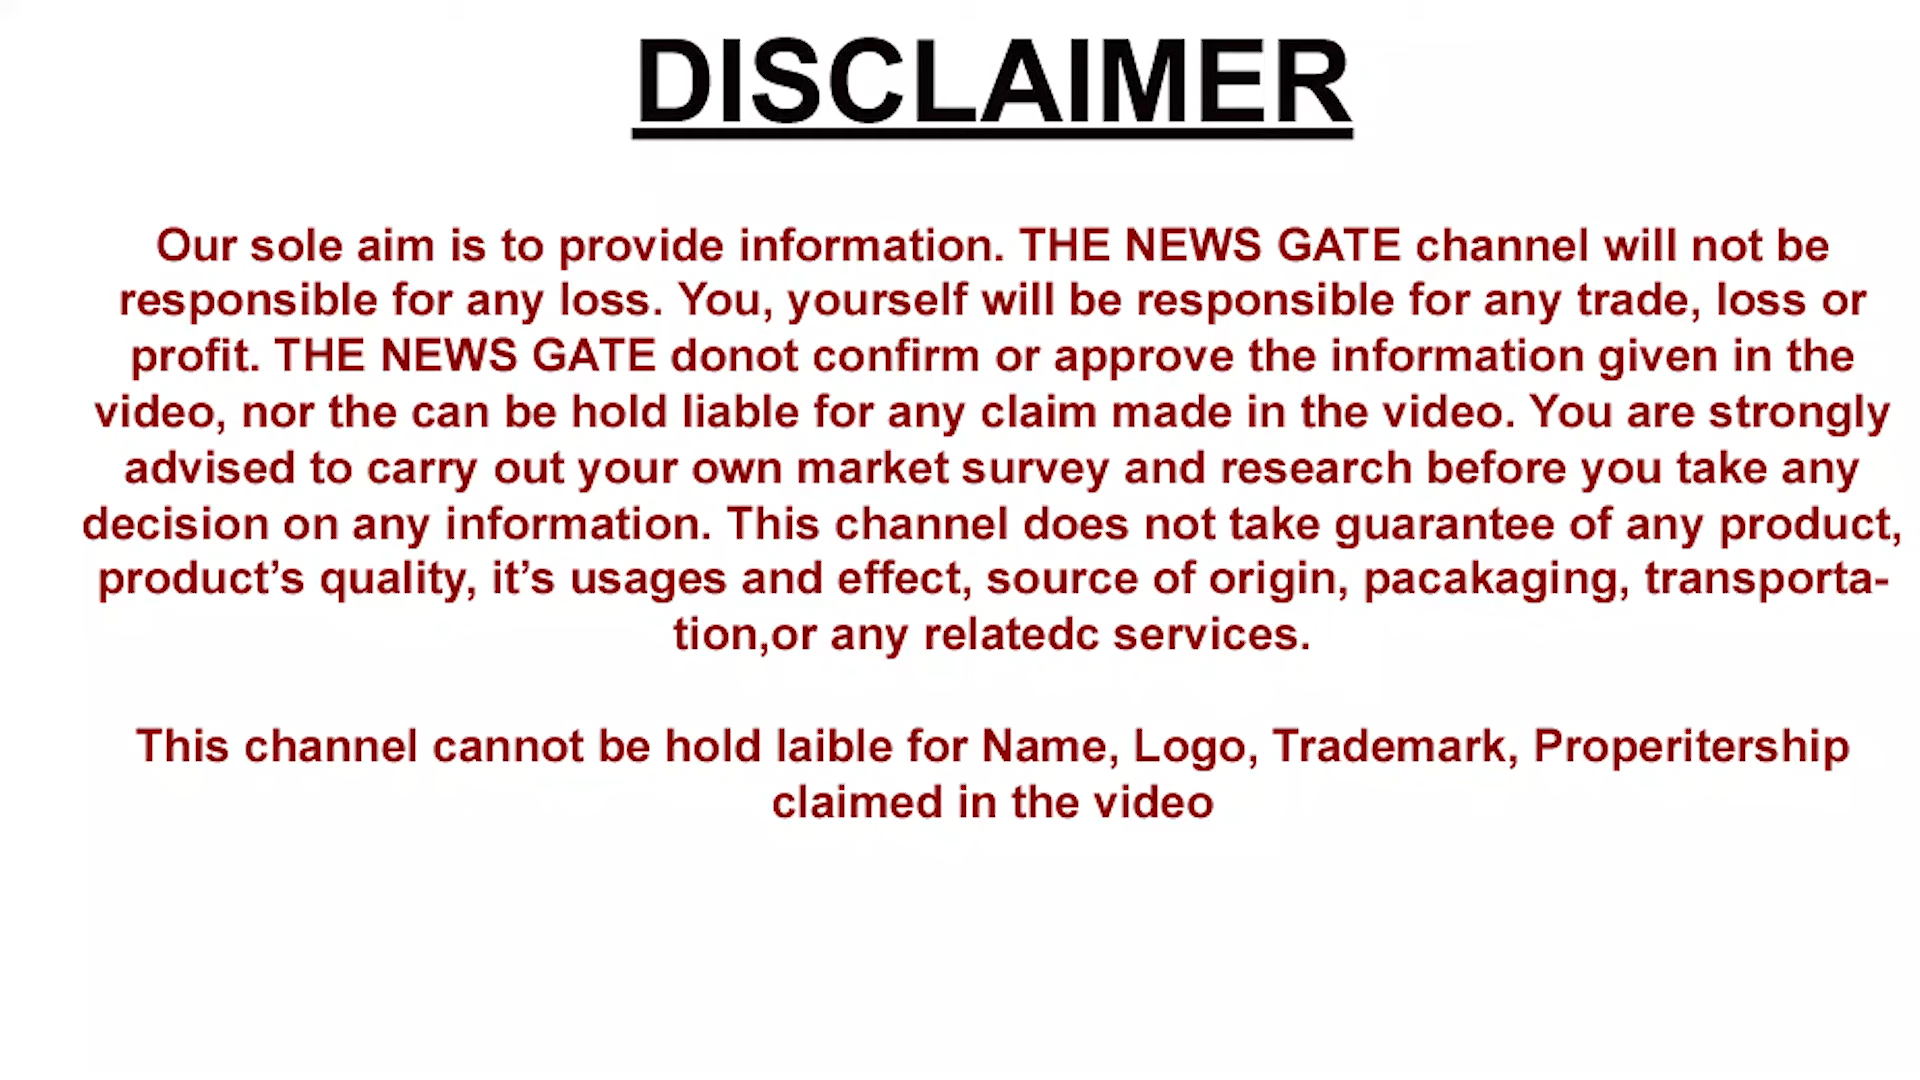 DISCLAIMER
Our sole aim is to provide information. THE NEWS GATE channel will not be
responsible for any loss. You, yourself will be responsible for any trade, loss or
profit. THE NEWS GATE donot confirm or approve the information given in the
video, nor the can be hold liable for any claim made in the video. You are strongly
advised to carry out your own market survey and research before you take any
decision on any information. This channel does not take guarantee of any product,
product’s quality, it’s usages and effect, source of origin, pacakaging, transporta-
tion,or any relatedc services.
This channel cannot be hold laible for Name, Logo, Trademark, Properitership
claimed in the video